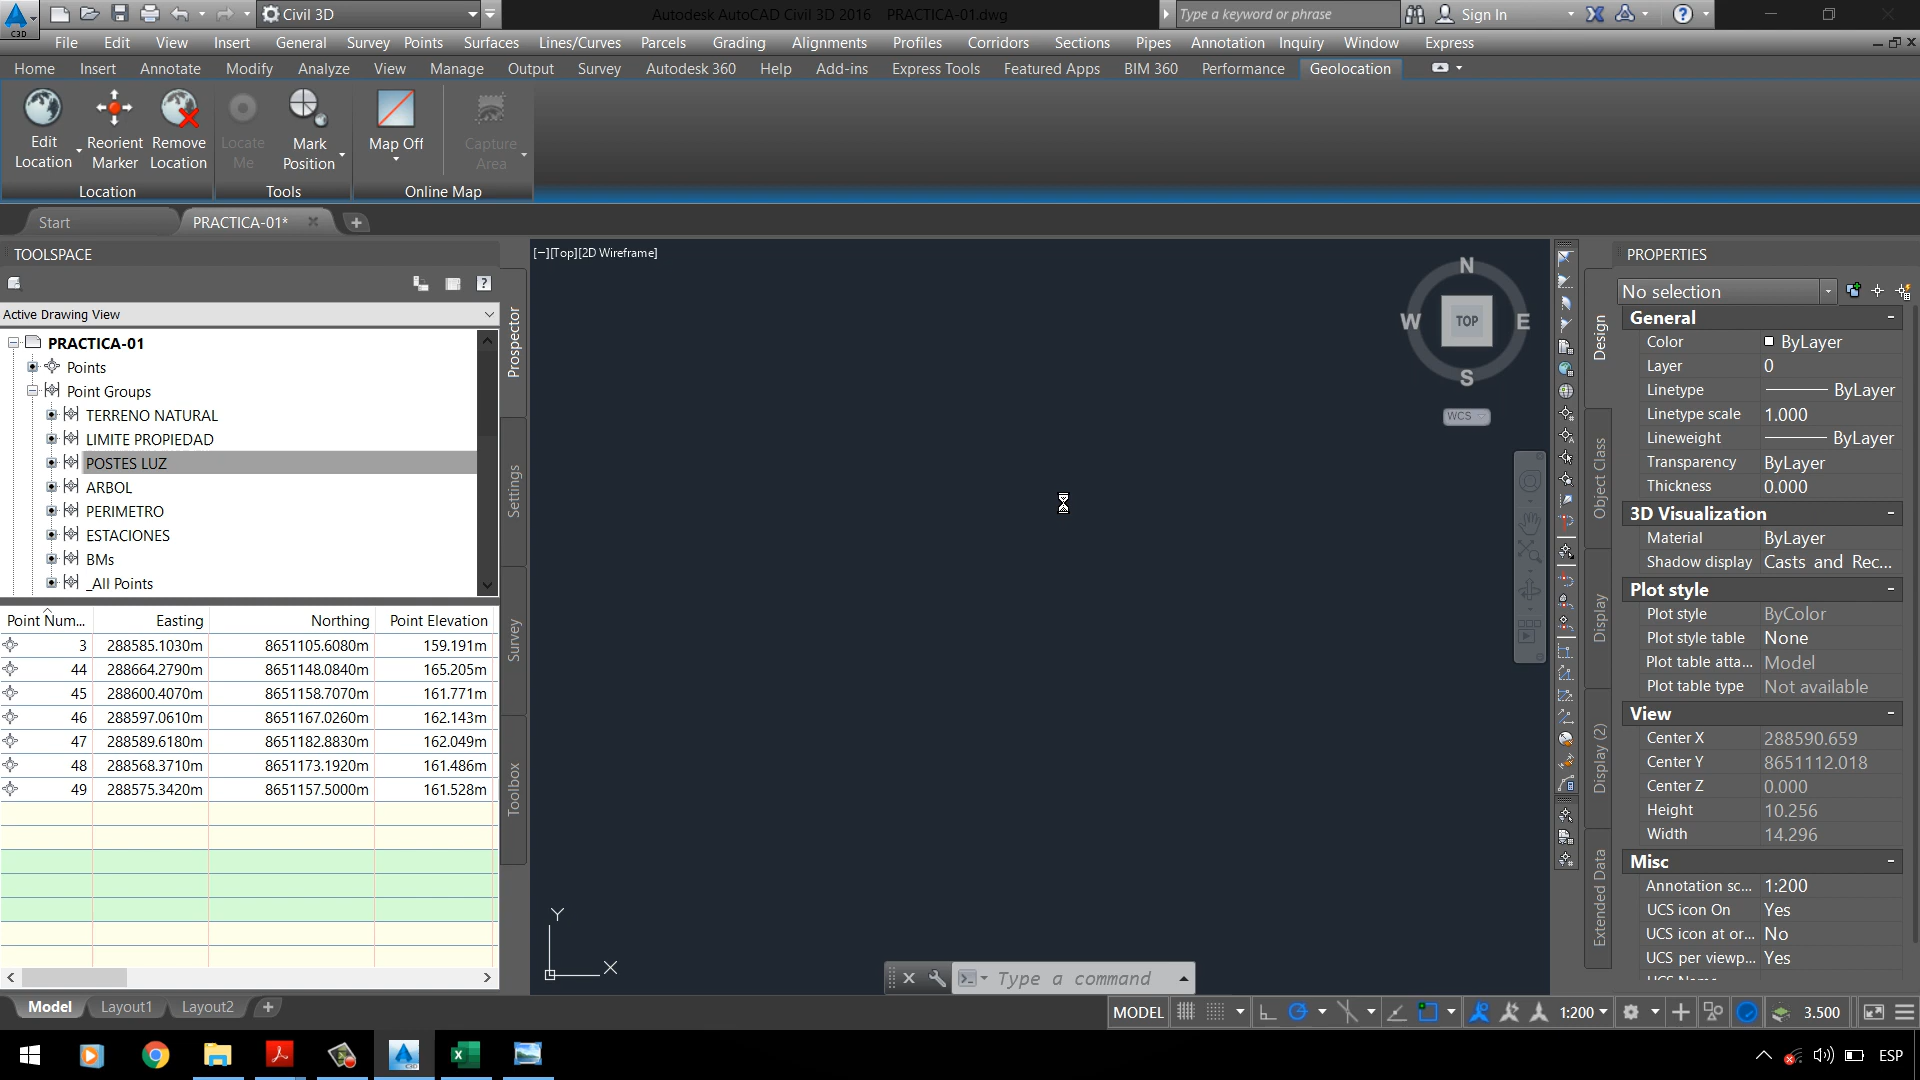 Civil 3D
Autodesk AutoCAD Civil 3D 2016 PRACTICA-01.dwg
Type a keyword or phrase
Sign In
C3D
File Edit View Insert General Survey Points Surfaces Lines/Curves Parcels Grading Alignments Profiles Corridors Sections Pipes Annotation Inquiry Window Express
Home Insert Annotate Modify Analyze View Manage Output Survey Autodesk 360 Help Add-ins Express Tools Featured Apps BIM 360 Performance Geolocation
Edit Location
Reorient Marker
Remove Location
Locate Me
Mark Position
Map Off
Capture Area
Location Tools Online Map
Start PRACTICA-01*
TOOLSPACE
Active Drawing View
PRACTICA-01
Points
Point Groups
TERRENO NATURAL
LIMITE PROPIEDAD
POSTES LUZ
ARBOL
PERIMETRO
ESTACIONES
BMs
_All Points
Prospector
Settings
Survey
Toolbox
Point Num... Easting Northing Point Elevation
3 288585.1030m 8651105.6080m 159.191m
44 288664.2790m 8651148.0840m 165.205m
45 288600.4070m 8651158.7070m 161.771m
46 288597.0610m 8651167.0260m 162.143m
47 288589.6180m 8651182.8830m 162.049m
48 288568.3710m 8651173.1920m 161.486m
49 288575.3420m 8651157.5000m 161.528m
[−][Top][2D Wireframe]
N
W TOP E
S
WCS
Y
X
Type a command
PROPERTIES
No selection
Design
Object Class
Display
Display (2)
Extended Data
General
Color ByLayer
Layer 0
Linetype ByLayer
Linetype scale 1.000
Lineweight ByLayer
Transparency ByLayer
Thickness 0.000
3D Visualization
Material ByLayer
Shadow display Casts and Rec...
Plot style
Plot style ByColor
Plot style table None
Plot table atta... Model
Plot table type Not available
View
Center X 288590.659
Center Y 8651112.018
Center Z 0.000
Height 10.256
Width 14.296
Misc
Annotation sc... 1:200
UCS icon On Yes
UCS icon at or... No
UCS per viewp... Yes
Model Layout1 Layout2
MODEL 1:200 3.500
ESP